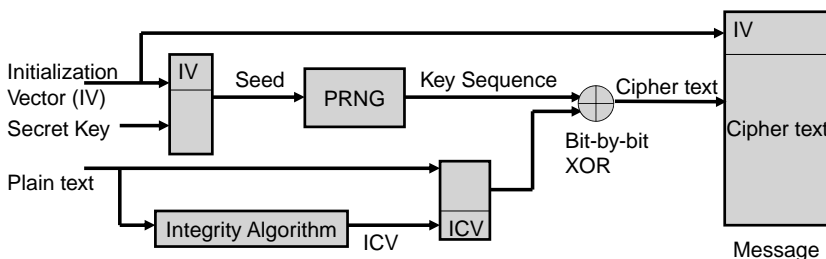 IV
Initialization
Vector (IV)
IV
Seed
PRNG
Key Sequence
Cipher text
Secret Key
Bit-by-bit
XOR
Cipher text
Plain text
Integrity Algorithm
ICV
ICV
Message